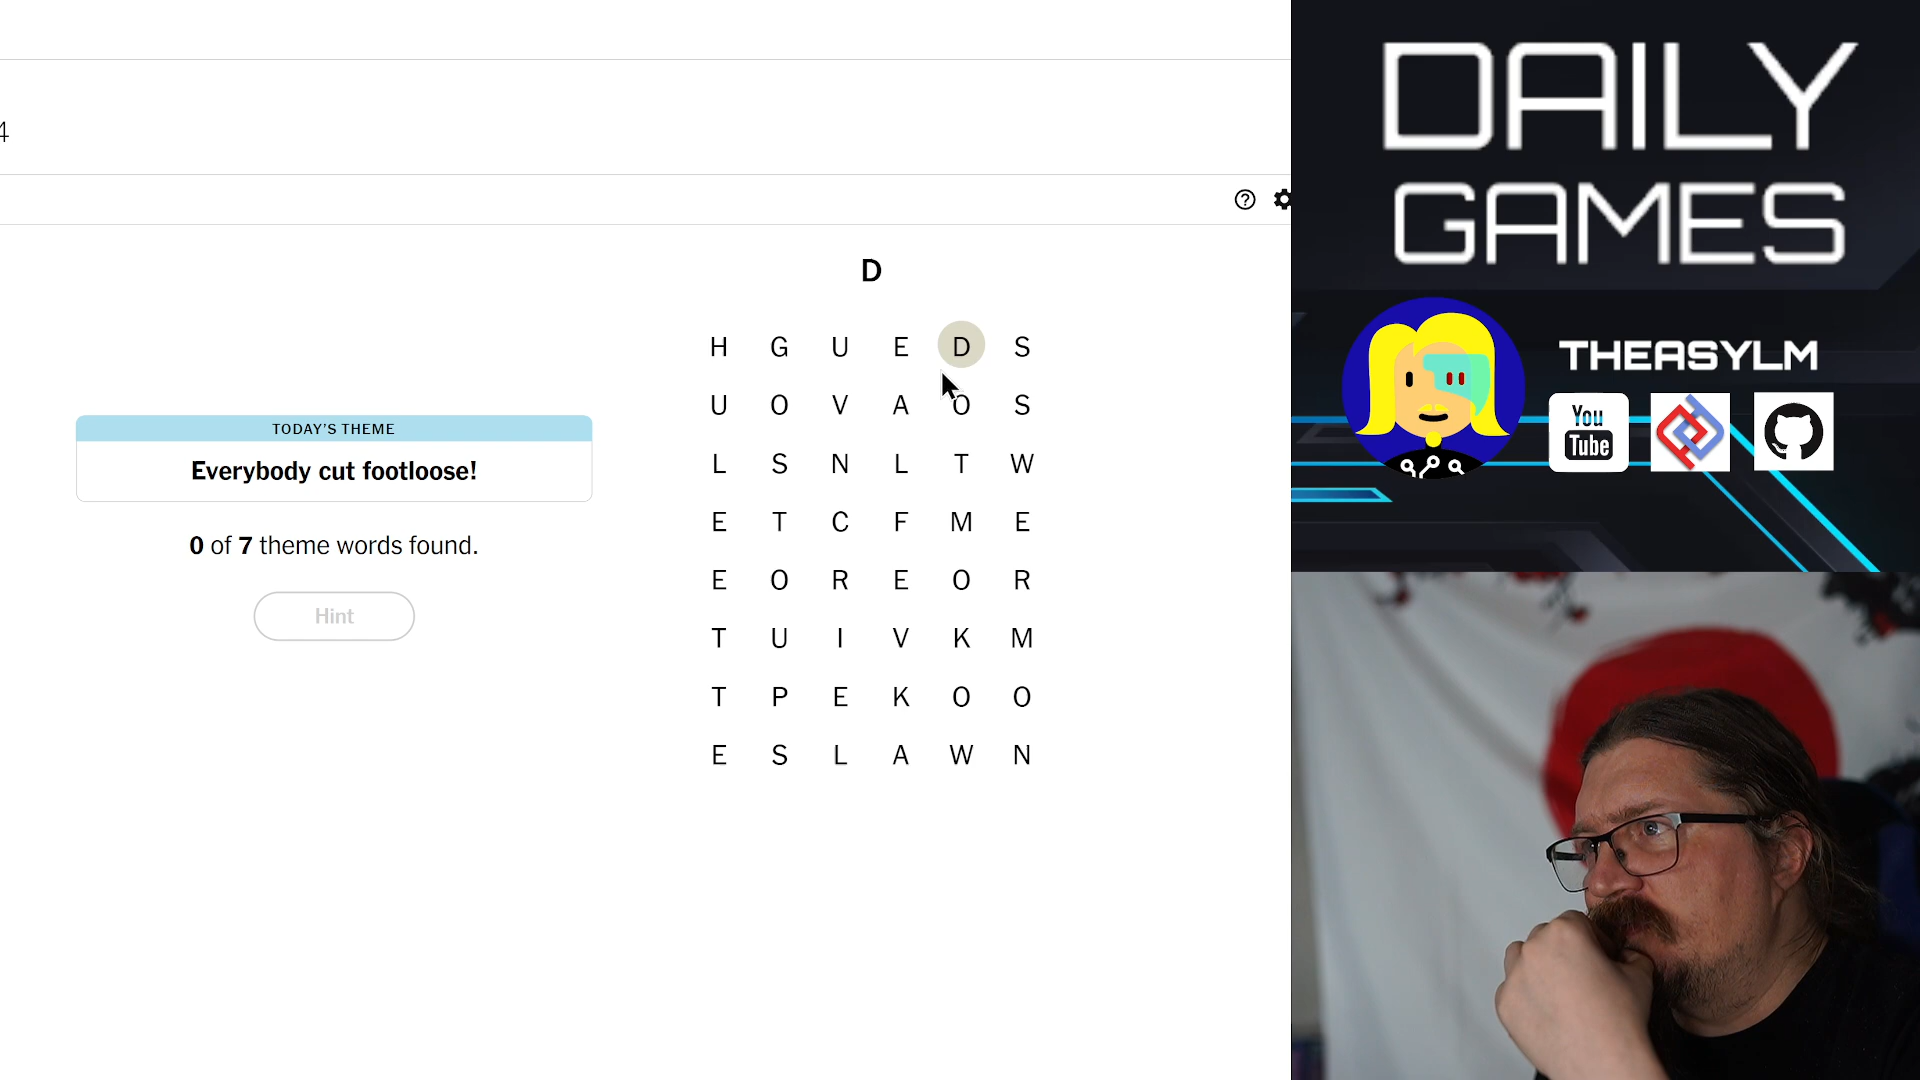 4
D
H G U E D S
U O V A O S
L S N L T W
E T C F M E
E O R E O R
T U I V K M
T P E K O O
E S L A W N
TODAY'S THEME
Everybody cut footloose!
0 of 7 theme words found.
Hint
DAILY
GAMES
THEASYLM
You
Tube